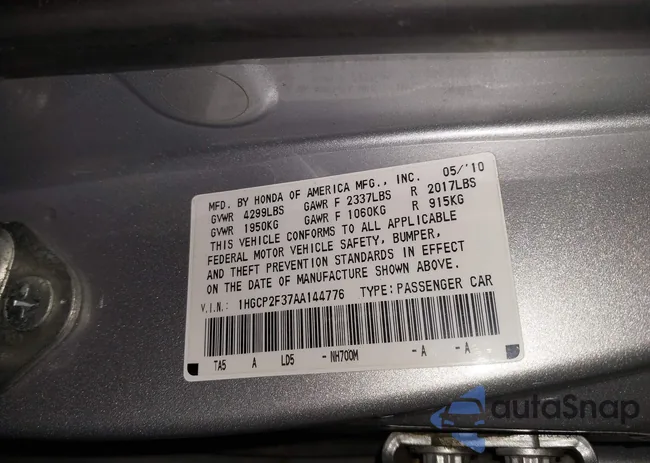 MFD. BY HONDA OF AMERICA MFG., INC. 05/'10
GVWR 4299LBS GAWR F 2337LBS R 2017LBS
GVWR 1950KG GAWR F 1060KG R 915KG
THIS VEHICLE CONFORMS TO ALL APPLICABLE
FEDERAL MOTOR VEHICLE SAFETY, BUMPER,
AND THEFT PREVENTION STANDARDS IN EFFECT
ON THE DATE OF MANUFACTURE SHOWN ABOVE.
V.I.N.: 1HGCP2F37AA144776 TYPE: PASSENGER CAR
TA5 A LD5 -NH700M -A -A
autoSnap